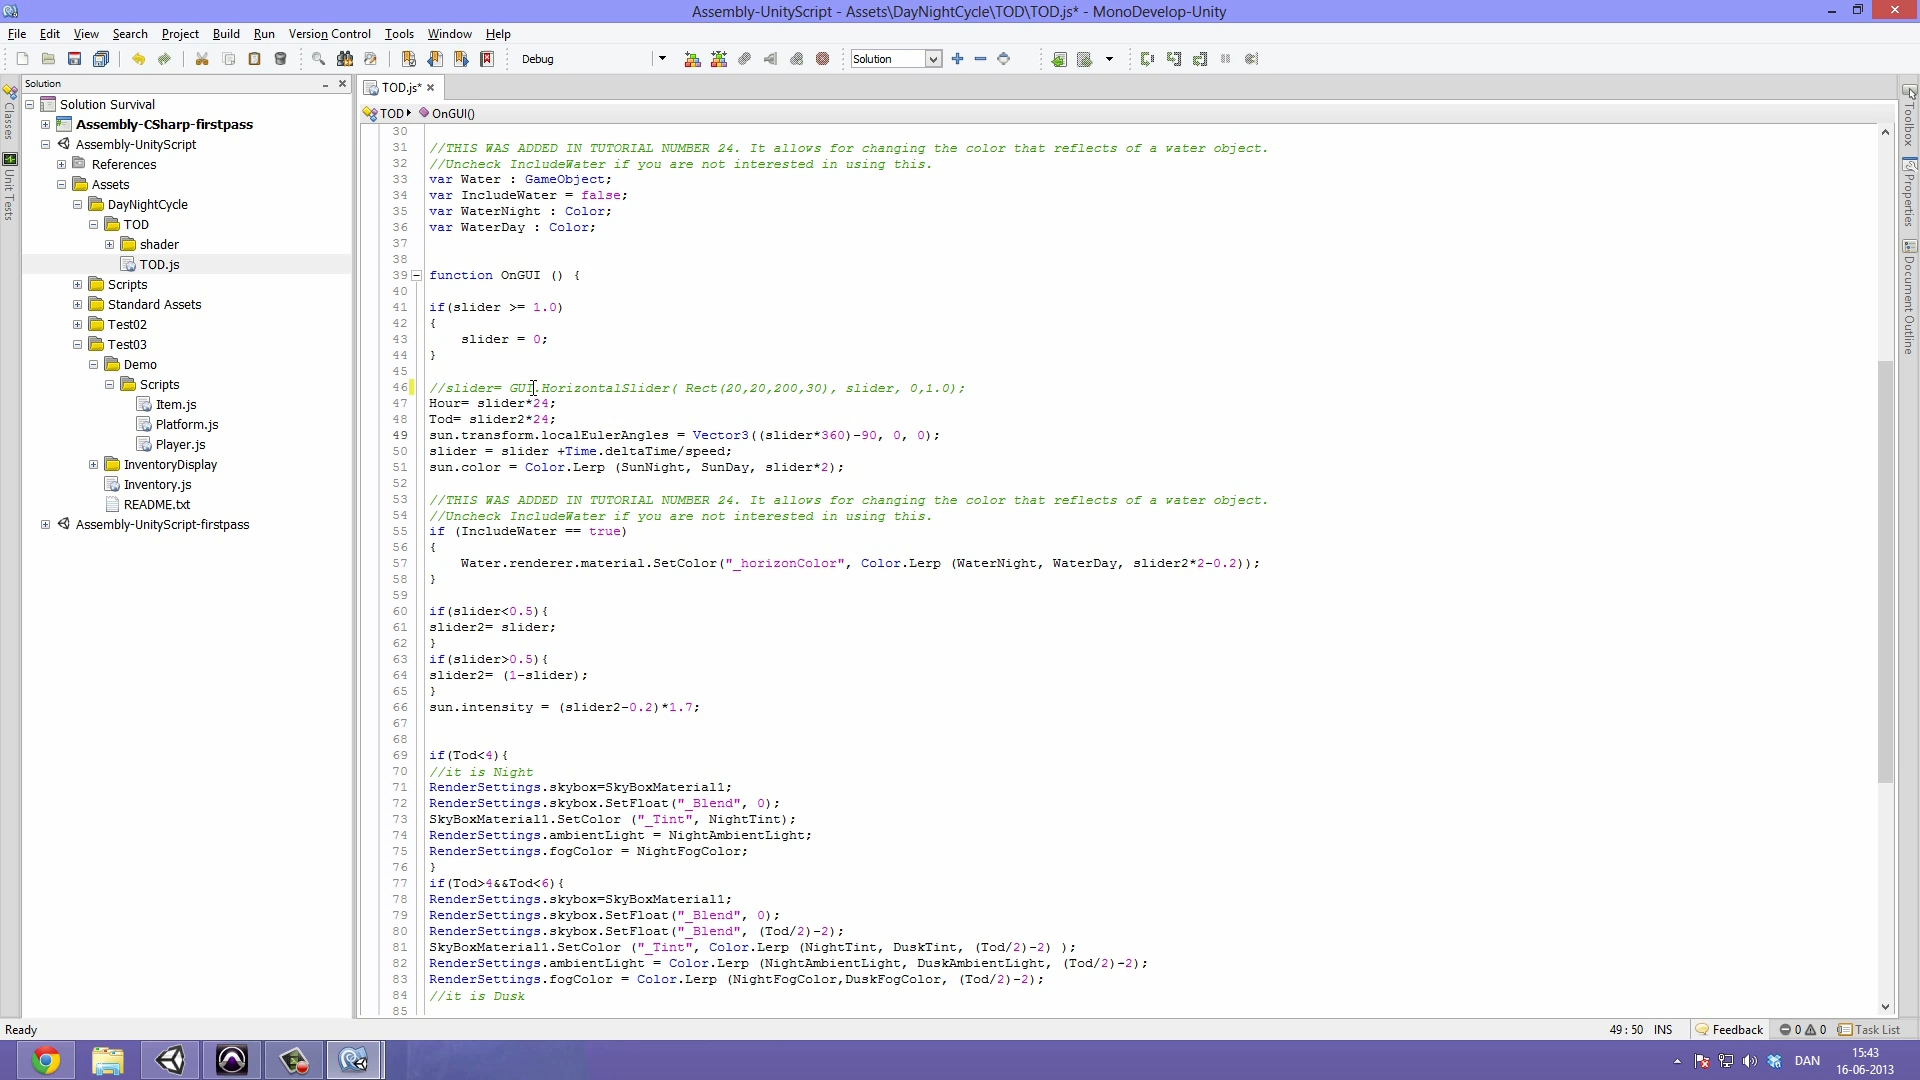 Assembly-UnityScript - Assets\DayNightCycle\TOD\TOD.js* - MonoDevelop-Unity
File Edit View Search Project Build Run Version Control Tools Window Help
Debug Solution
Solution
Solution Survival
Assembly-CSharp-firstpass
Assembly-UnityScript
References
Assets
DayNightCycle
TOD
shader
TOD.js
Scripts
Standard Assets
Test02
Test03
Demo
Scripts
Item.js
Platform.js
Player.js
InventoryDisplay
Inventory.js
README.txt
Assembly-UnityScript-firstpass
Classes
Unit Tests
TOD.js*
TOD OnGUI()
30
31 //THIS WAS ADDED IN TUTORIAL NUMBER 24. It allows for changing the color that reflects of a water object.
32 //Uncheck IncludeWater if you are not interested in using this.
33 var Water : GameObject;
34 var IncludeWater = false;
35 var WaterNight : Color;
36 var WaterDay : Color;
37
38
39 function OnGUI () {
40
41 if(slider >= 1.0)
42 {
43 slider = 0;
44 }
45
46 //slider= GUI.HorizontalSlider( Rect(20,20,200,30), slider, 0,1.0);
47 Hour= slider*24;
48 Tod= slider2*24;
49 sun.transform.localEulerAngles = Vector3((slider*360)-90, 0, 0);
50 slider = slider +Time.deltaTime/speed;
51 sun.color = Color.Lerp (SunNight, SunDay, slider*2);
52
53 //THIS WAS ADDED IN TUTORIAL NUMBER 24. It allows for changing the color that reflects of a water object.
54 //Uncheck IncludeWater if you are not interested in using this.
55 if (IncludeWater == true)
56 {
57 Water.renderer.material.SetColor("_horizonColor", Color.Lerp (WaterNight, WaterDay, slider2*2-0.2));
58 }
59
60 if(slider<0.5){
61 slider2= slider;
62 }
63 if(slider>0.5){
64 slider2= (1-slider);
65 }
66 sun.intensity = (slider2-0.2)*1.7;
67
68
69 if(Tod<4){
70 //it is Night
71 RenderSettings.skybox=SkyBoxMaterial1;
72 RenderSettings.skybox.SetFloat("_Blend", 0);
73 SkyBoxMaterial1.SetColor ("_Tint", NightTint);
74 RenderSettings.ambientLight = NightAmbientLight;
75 RenderSettings.fogColor = NightFogColor;
76 }
77 if(Tod>4&&Tod<6){
78 RenderSettings.skybox=SkyBoxMaterial1;
79 RenderSettings.skybox.SetFloat("_Blend", 0);
80 RenderSettings.skybox.SetFloat("_Blend", (Tod/2)-2);
81 SkyBoxMaterial1.SetColor ("_Tint", Color.Lerp (NightTint, DuskTint, (Tod/2)-2) );
82 RenderSettings.ambientLight = Color.Lerp (NightAmbientLight, DuskAmbientLight, (Tod/2)-2);
83 RenderSettings.fogColor = Color.Lerp (NightFogColor,DuskFogColor, (Tod/2)-2);
84 //it is Dusk
85
Toolbox
Properties
Document Outline
Ready 49 : 50 INS Feedback 0 0 Task List
DAN 15:43
16-06-2013